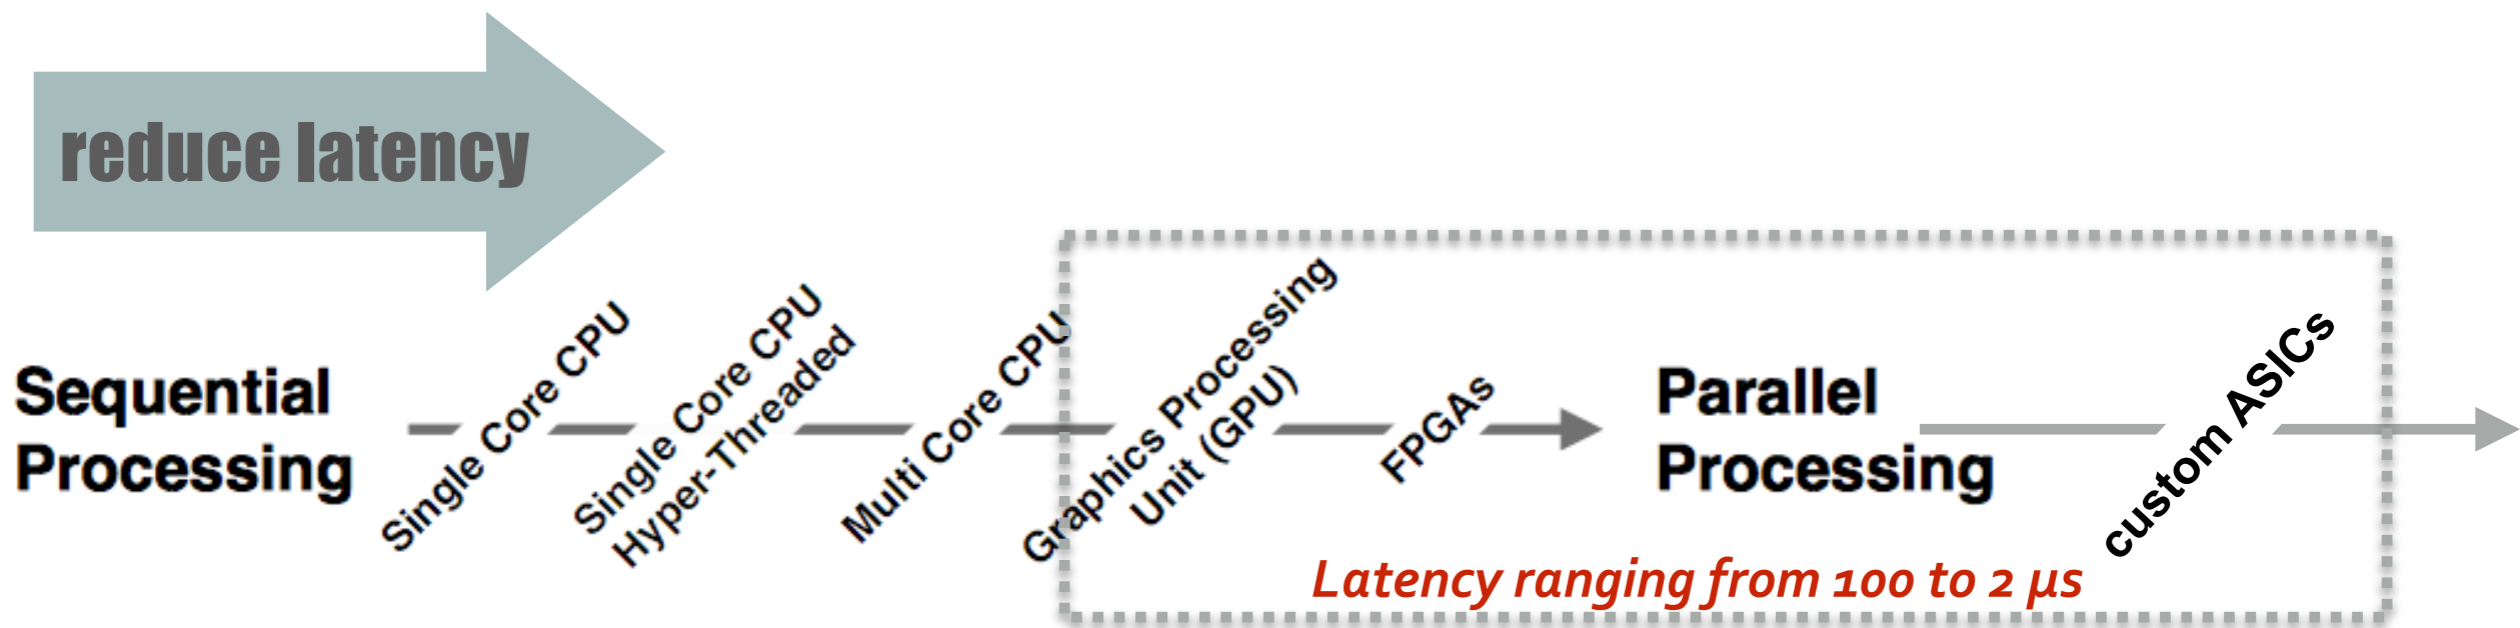 reduce latency
Sequential
Processing
Single Core CPU
Single Core CPU
Hyper-Threaded
Multi Core CPU
Graphics Processing
Unit (GPU)
FPGAs
Parallel
Processing
custom ASICs
Latency ranging from 100 to 2 μs